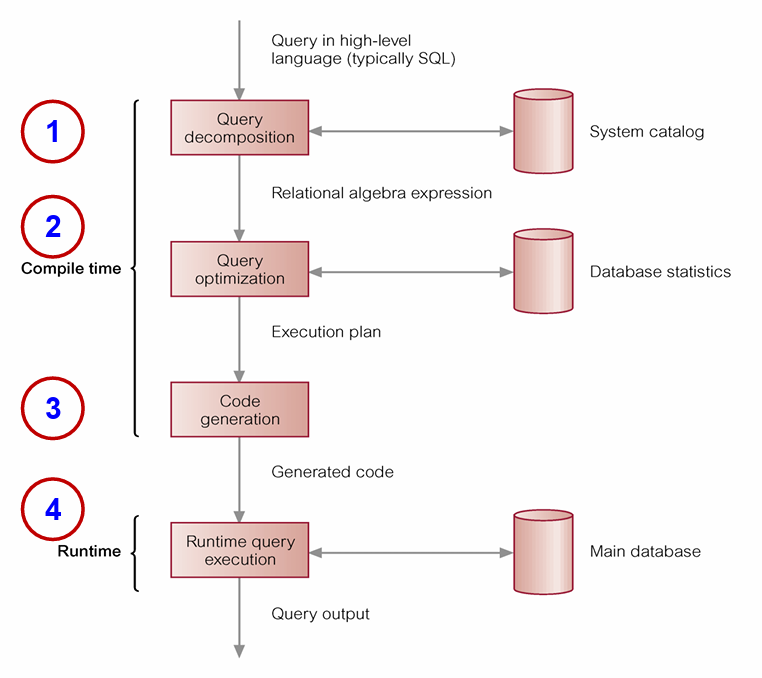 Query in high-level
language (typically SQL)
1
Query
decomposition
System catalog
Relational algebra expression
2
Compile time
Query
optimization
Database statistics
Execution plan
3
Code
generation
Generated code
4
Runtime
Runtime query
execution
Main database
Query output